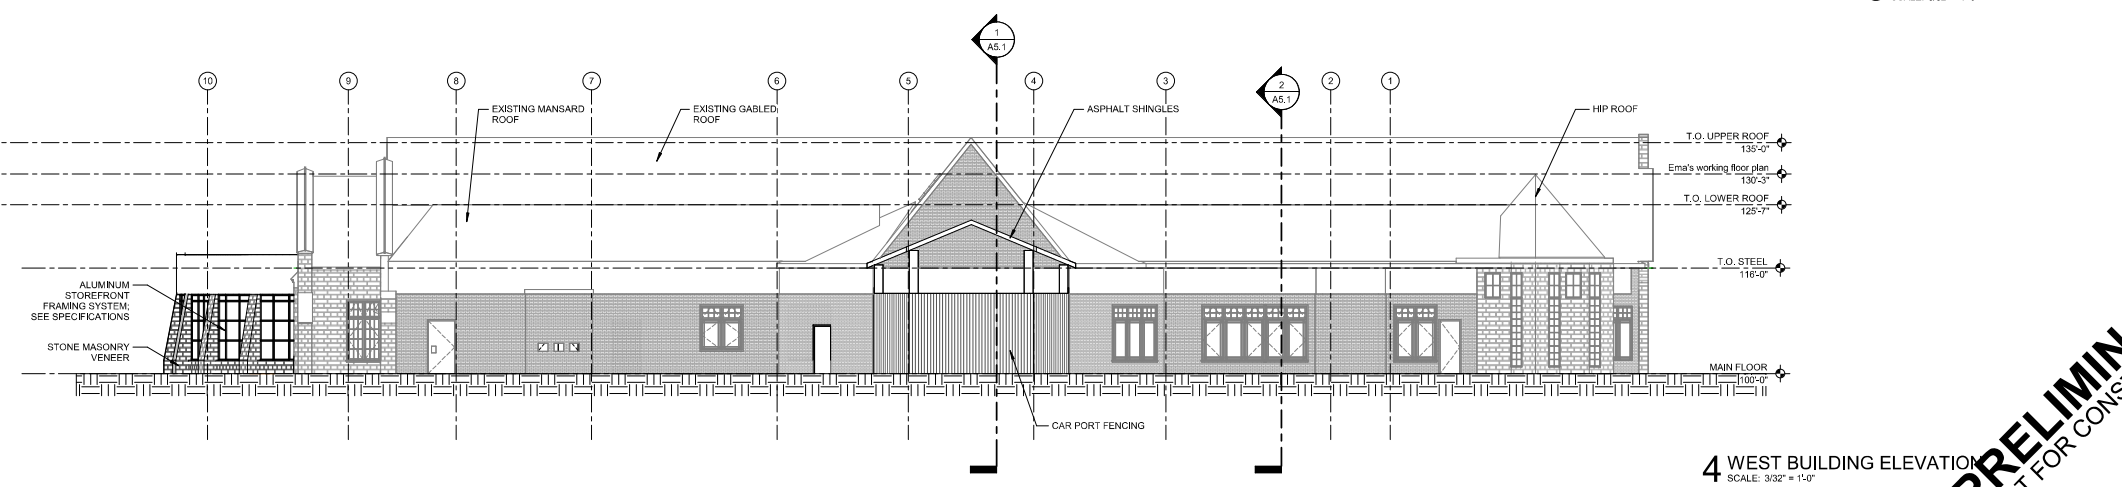 1
A5.1
10
9
8
7
6
5
4
3
2
A5.1
2
1
EXISTING MANSARD
ROOF
EXISTING GABLED
ROOF
ASPHALT SHINGLES
HIP ROOF
T.O. UPPER ROOF
135'-0"
Ema's working floor plan
130'-3"
T.O. LOWER ROOF
125'-7"
T.O. STEEL
116'-0"
ALUMINUM
STOREFRONT
FRAMING SYSTEM;
SEE SPECIFICATIONS
STONE MASONRY
VENEER
MAIN FLOOR
100'-0"
CAR PORT FENCING
4 WEST BUILDING ELEVATION
SCALE: 3/32" = 1'-0"
PRELIMIN
T FOR CONS